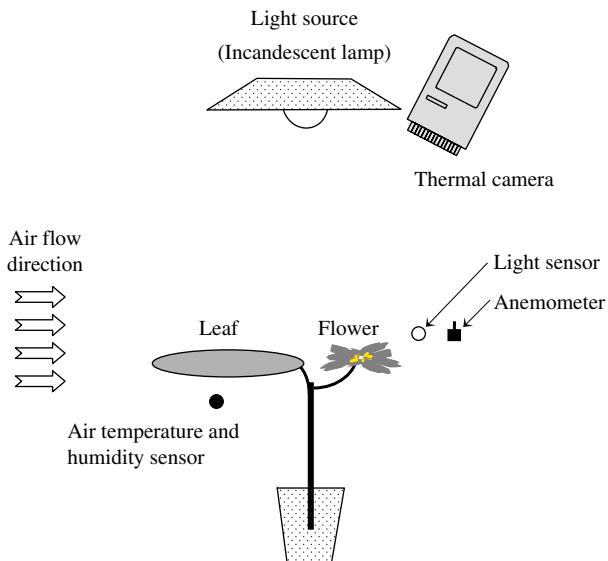 Light source
(Incandescent lamp)
Thermal camera
Air flow
direction
Light sensor
Anemometer
Leaf
Flower
Air temperature and
humidity sensor